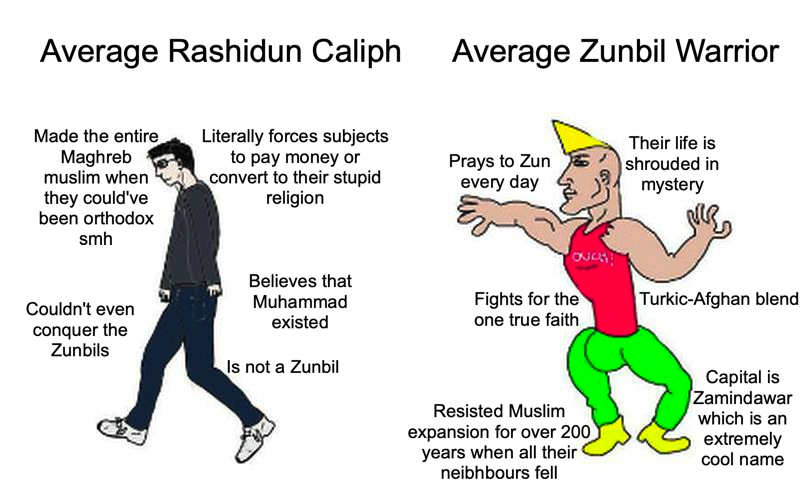 Average Rashidun Caliph
Made the entire
Maghreb
muslim when
they could've
been orthodox
smh
Literally forces subjects
to pay money or
convert to their stupid
religion
Believes that
Muhammad
existed
Couldn't even
conquer the
Zunbils
Is not a Zunbil
Average Zunbil Warrior
Prays to Zun
every day
Their life is
shrouded in
mystery
OUCH!
Fights for the
one true faith
Turkic-Afghan blend
Resisted Muslim
expansion for over 200
years when all their
neibhbours fell
Capital is
Zamindawar
which is an
extremely
cool name